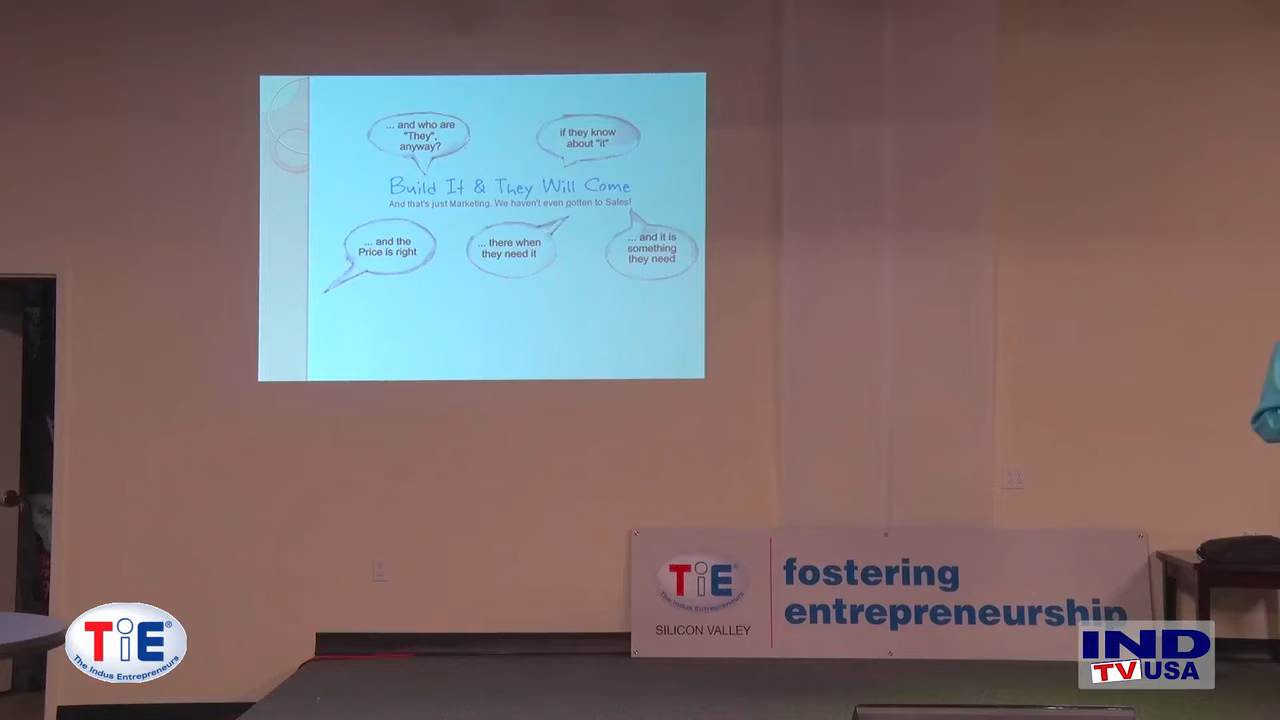 ... and who are
"They",
anyway?
if they know
about "it"
Build It & They Will Come
And that's just Marketing. We haven't even gotten to Sales!
... and the
Price is right
... there when
they need it
... and it is
something
they need
TiE
The Indus Entrepreneurs
SILICON VALLEY
fostering
entrepreneurship
TiE®
The Indus Entrepreneurs
IND
TV USA